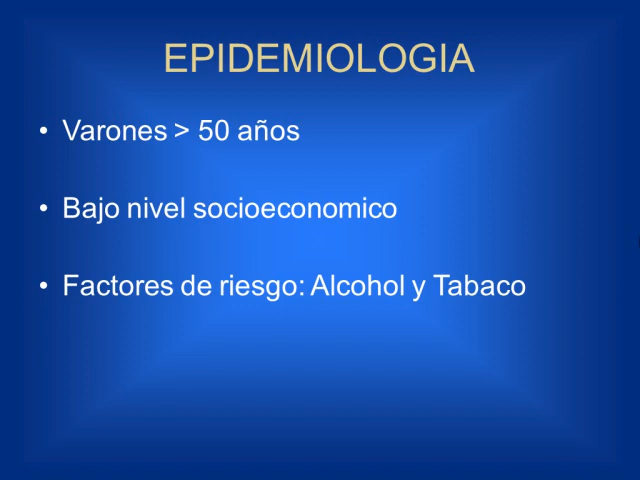 EPIDEMIOLOGIA
• Varones > 50 años
• Bajo nivel socioeconomico
• Factores de riesgo: Alcohol y Tabaco